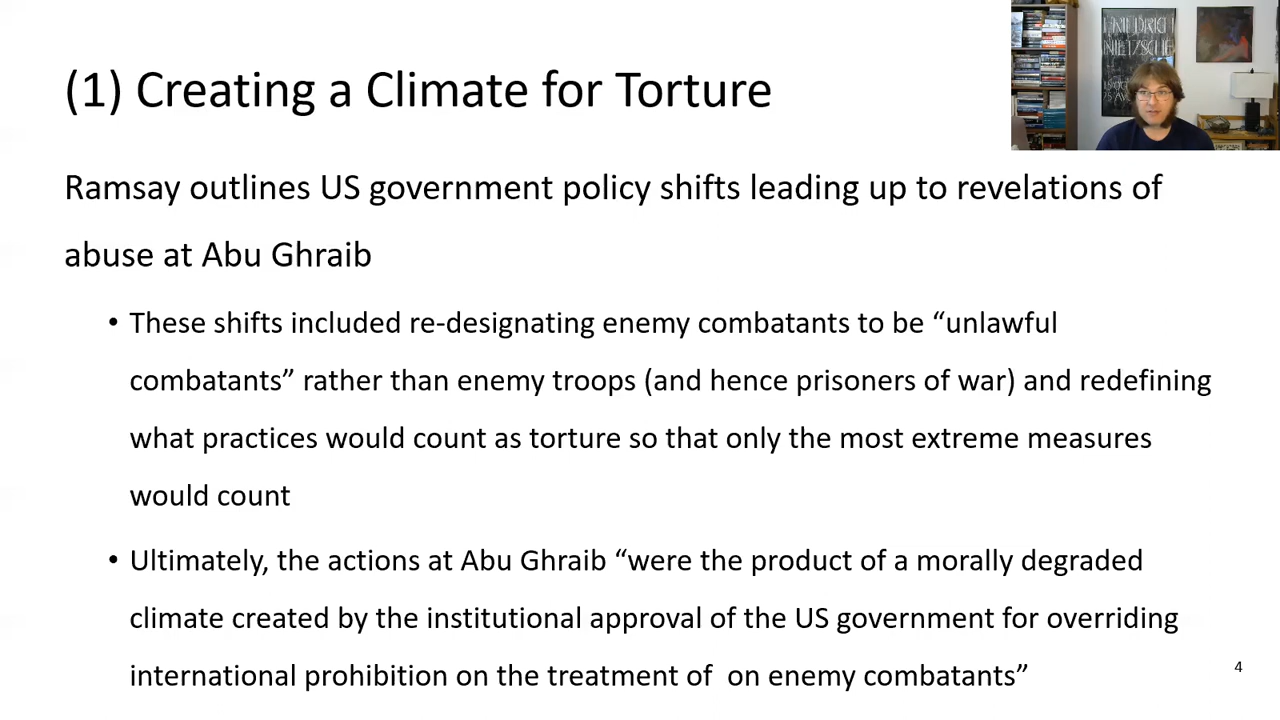 (1) Creating a Climate for Torture
FRIEDRICH
NIETZSCHE
Ramsay outlines US government policy shifts leading up to revelations of
abuse at Abu Ghraib
• These shifts included re-designating enemy combatants to be “unlawful
combatants” rather than enemy troops (and hence prisoners of war) and redefining
what practices would count as torture so that only the most extreme measures
would count
• Ultimately, the actions at Abu Ghraib “were the product of a morally degraded
climate created by the institutional approval of the US government for overriding
international prohibition on the treatment of  on enemy combatants”
4